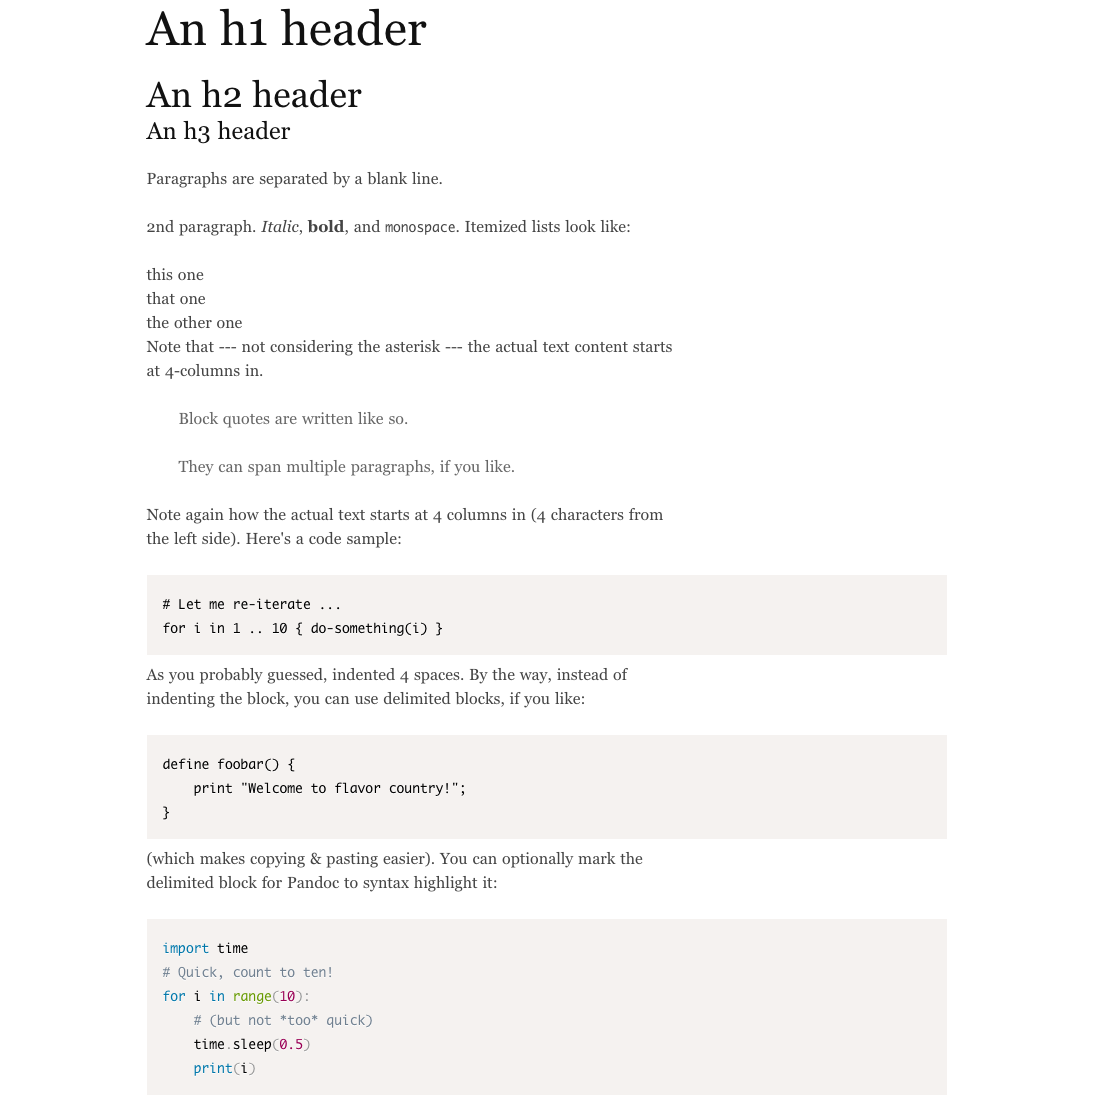 An h1 header
An h2 header
An h3 header
Paragraphs are separated by a blank line.
2nd paragraph. Italic, bold, and monospace. Itemized lists look like:
this one
that one
the other one
Note that --- not considering the asterisk --- the actual text content starts
at 4-columns in.
Block quotes are written like so.
They can span multiple paragraphs, if you like.
Note again how the actual text starts at 4 columns in (4 characters from
the left side). Here's a code sample:
# Let me re-iterate ...
for i in 1 .. 10 { do-something(i) }
As you probably guessed, indented 4 spaces. By the way, instead of
indenting the block, you can use delimited blocks, if you like:
define foobar() {
    print "Welcome to flavor country!";
}
(which makes copying & pasting easier). You can optionally mark the
delimited block for Pandoc to syntax highlight it:
import time
# Quick, count to ten!
for i in range(10):
    # (but not *too* quick)
    time.sleep(0.5)
    print(i)